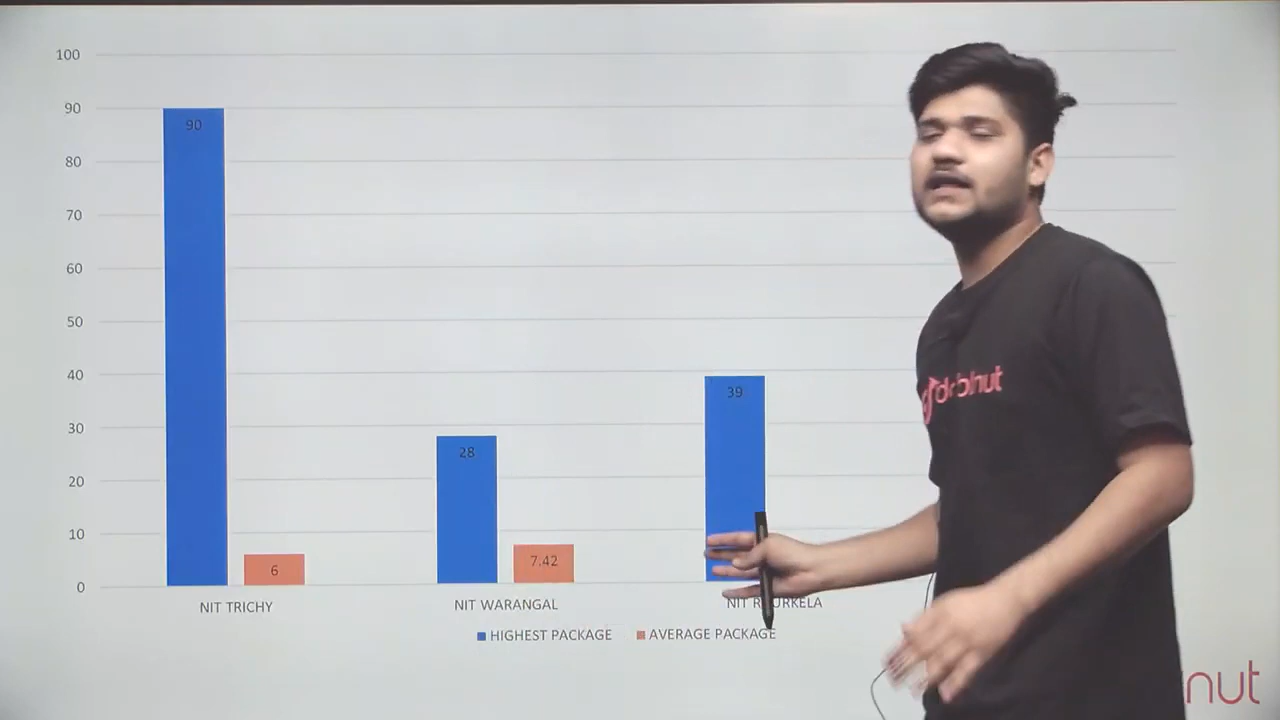 100
90
80
70
60
50
40
30
20
10
0
90
6
28
7.42
39
NIT TRICHY
NIT WARANGAL
NIT
HIGHEST PACKAGE
AVERAGE PACKAGE
nut